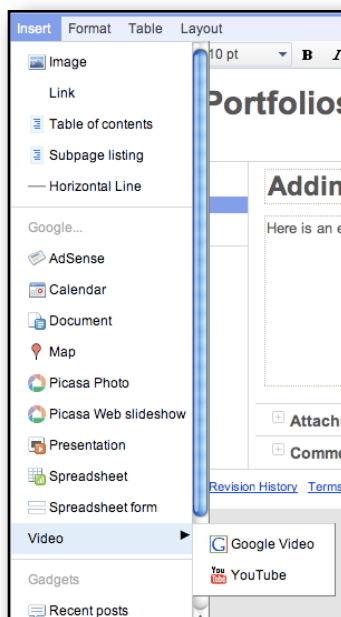 Insert Format Table Layout
10 pt B I
Image
Link
Table of contents
Subpage listing
Horizontal Line
Google...
AdSense
Calendar
Document
Map
Picasa Photo
Picasa Web slideshow
Presentation
Spreadsheet
Spreadsheet form
Video
Google Video
You Tube YouTube
Gadgets
Recent posts
Portfolios
Addin
Here is an e
Attach
Comme
Revision History Terms